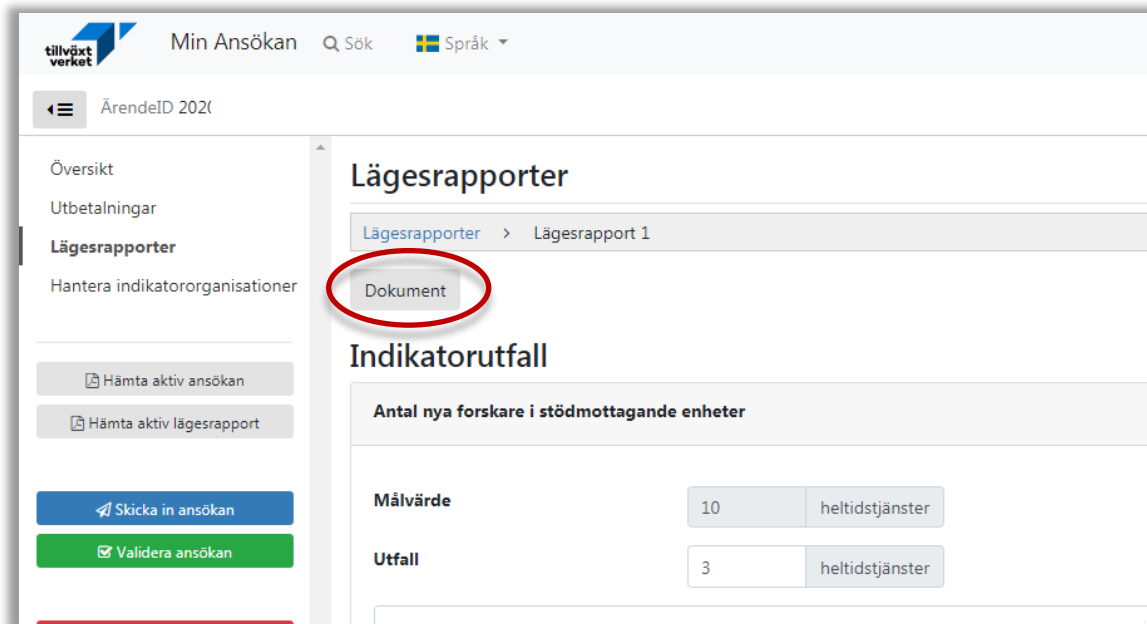 tillväxt
verket
Min Ansökan Sök Språk
ÄrendeID 2020
Översikt
Utbetalningar
Lägesrapporter
Hantera indikatororganisationer
Hämta aktiv ansökan
Hämta aktiv lägesrapport
Skicka in ansökan
Validera ansökan
Lägesrapporter
Lägesrapporter > Lägesrapport 1
Dokument
Indikatorutfall
Antal nya forskare i stödmottagande enheter
Målvärde 10 heltidstjänster
Utfall 3 heltidstjänster